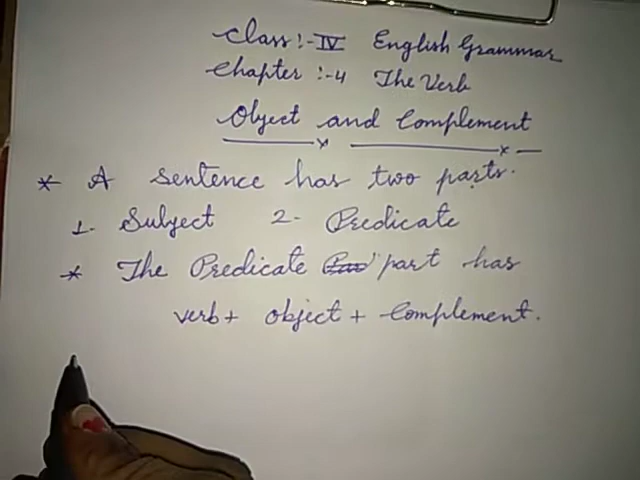 Class :- IV English Grammar
Chapter :- 4 The Verb
Object and Complement
* A sentence has two parts.
1- Subject 2- Predicate
* The Predicate part has
verb + object + Complement.